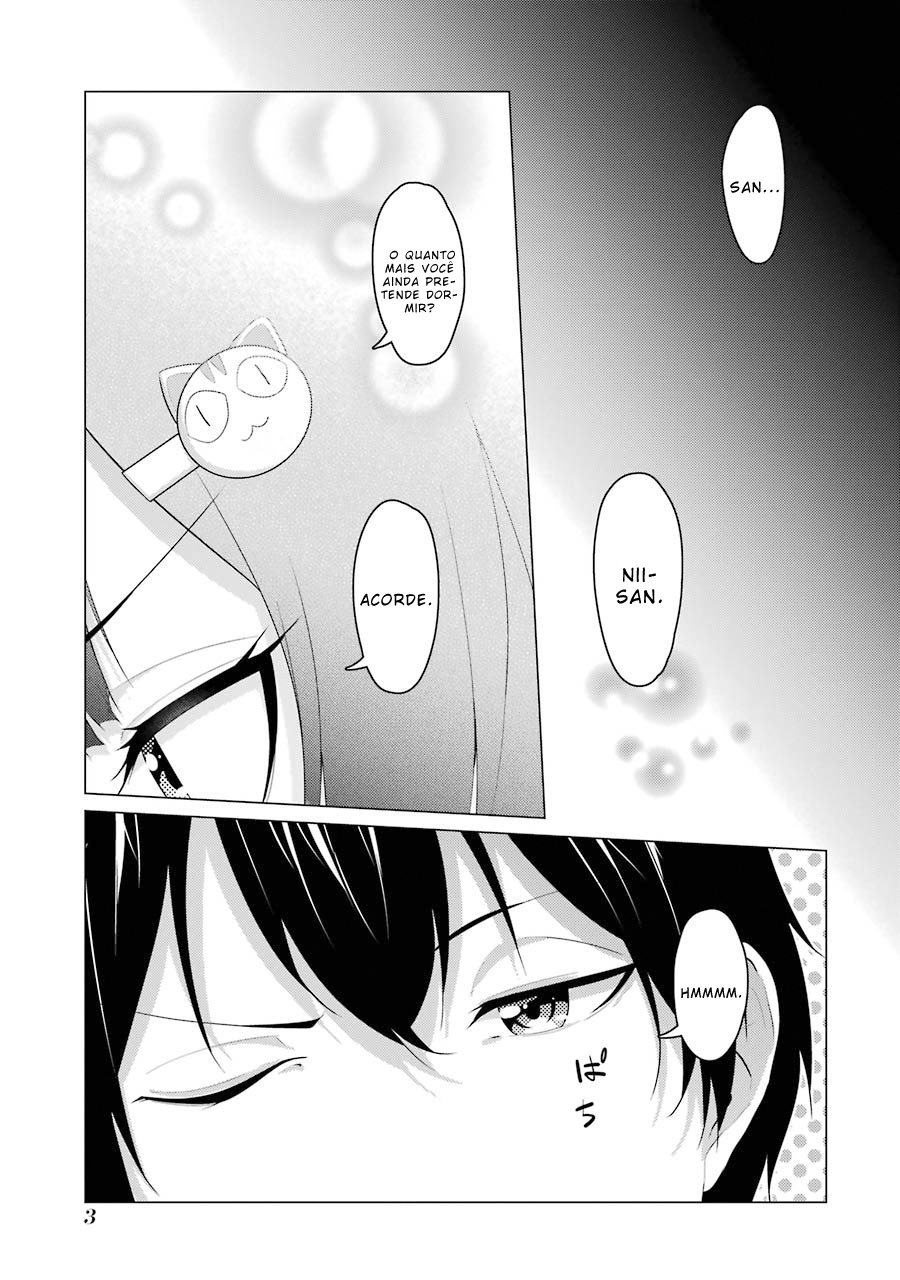 SAN...
NII-
SAN.
O QUANTO
MAIS VOCÊ
AINDA PRE-
TENDE DOR-
MIR?
ACORDE.
HMMMM.
ぱち
3